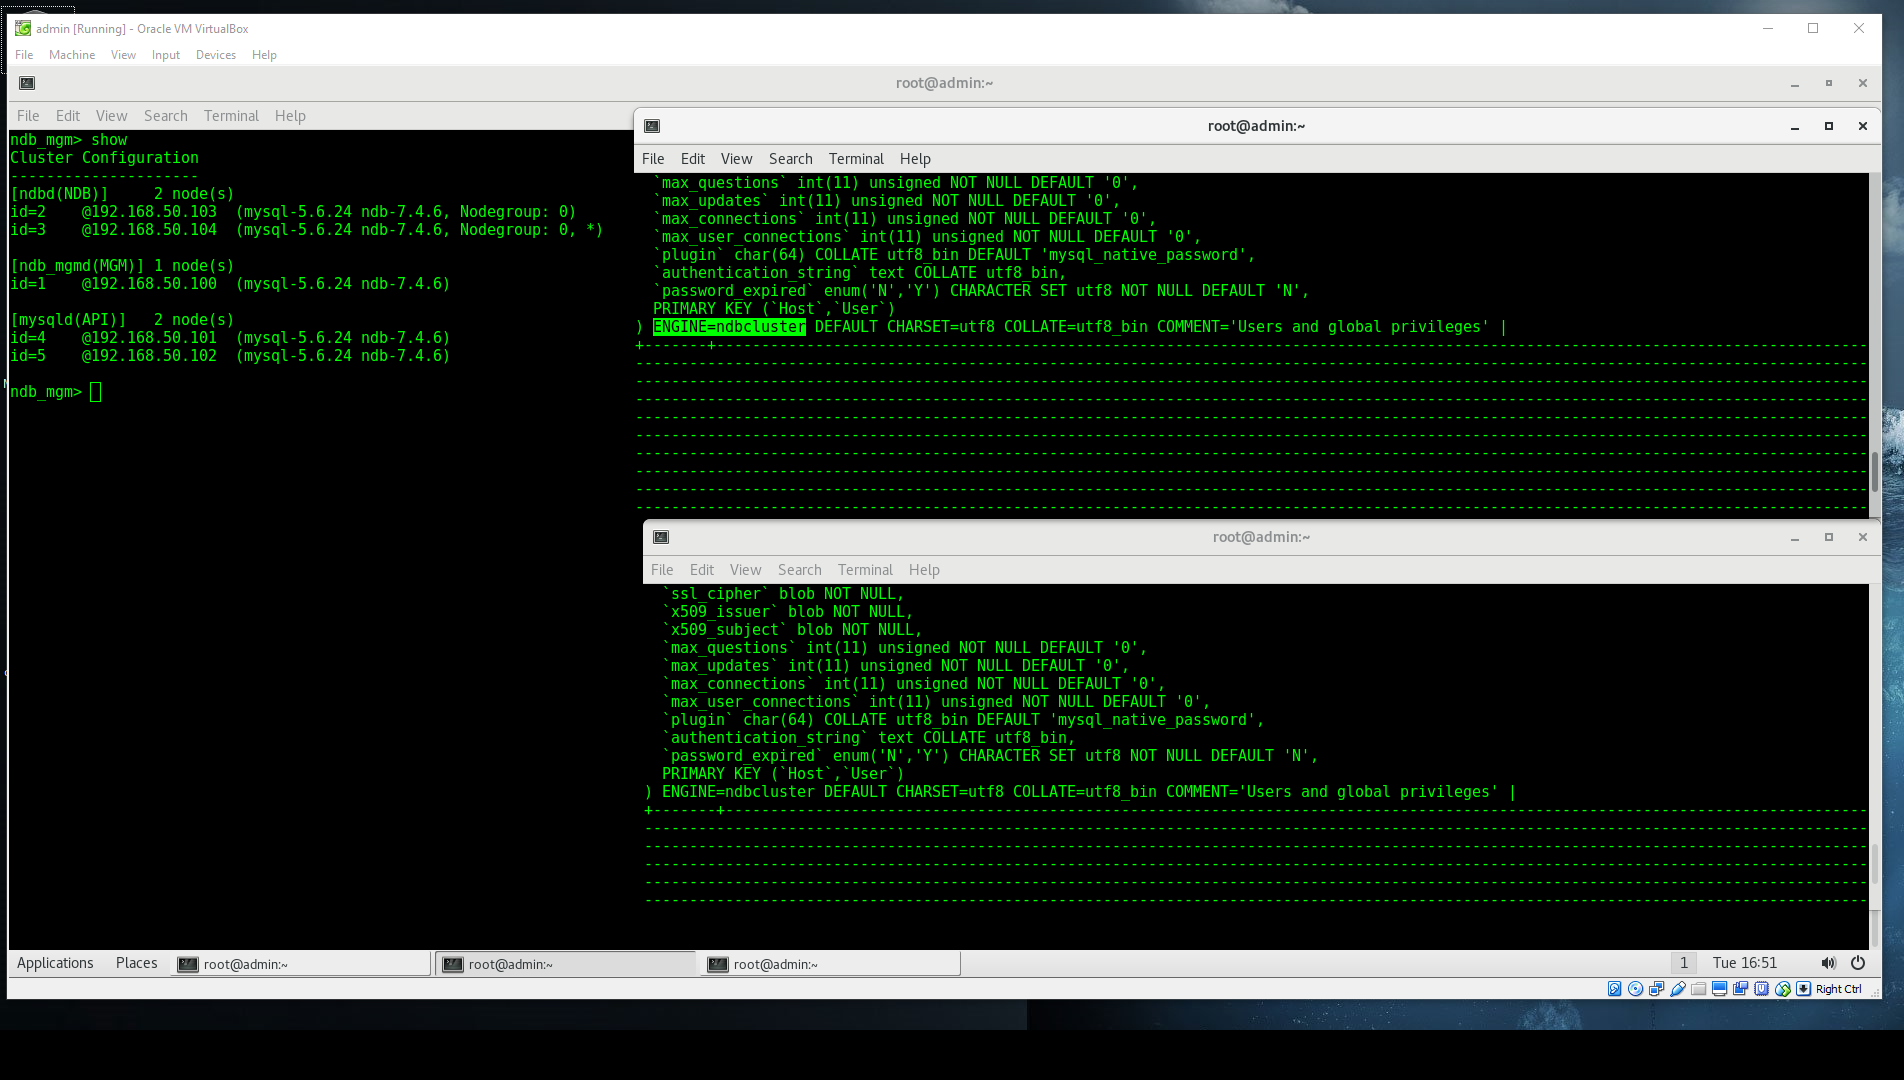 admin [Running] - Oracle VM VirtualBox
File Machine View Input Devices Help
root@admin:~
File Edit View Search Terminal Help
ndb_mgm> show
Cluster Configuration
---------------------
[ndbd(NDB)]     2 node(s)
id=2    @192.168.50.103  (mysql-5.6.24 ndb-7.4.6, Nodegroup: 0)
id=3    @192.168.50.104  (mysql-5.6.24 ndb-7.4.6, Nodegroup: 0, *)
[ndb_mgmd(MGM)] 1 node(s)
id=1    @192.168.50.100  (mysql-5.6.24 ndb-7.4.6)
[mysqld(API)]   2 node(s)
id=4    @192.168.50.101  (mysql-5.6.24 ndb-7.4.6)
id=5    @192.168.50.102  (mysql-5.6.24 ndb-7.4.6)
ndb_mgm>
root@admin:~
File Edit View Search Terminal Help
`max_questions` int(11) unsigned NOT NULL DEFAULT '0',
`max_updates` int(11) unsigned NOT NULL DEFAULT '0',
`max_connections` int(11) unsigned NOT NULL DEFAULT '0',
`max_user_connections` int(11) unsigned NOT NULL DEFAULT '0',
`plugin` char(64) COLLATE utf8_bin DEFAULT 'mysql_native_password',
`authentication_string` text COLLATE utf8_bin,
`password_expired` enum('N','Y') CHARACTER SET utf8 NOT NULL DEFAULT 'N',
PRIMARY KEY (`Host`,`User`)
) ENGINE=ndbcluster DEFAULT CHARSET=utf8 COLLATE=utf8_bin COMMENT='Users and global privileges' |
root@admin:~
File Edit View Search Terminal Help
`ssl_cipher` blob NOT NULL,
`x509_issuer` blob NOT NULL,
`x509_subject` blob NOT NULL,
`max_questions` int(11) unsigned NOT NULL DEFAULT '0',
`max_updates` int(11) unsigned NOT NULL DEFAULT '0',
`max_connections` int(11) unsigned NOT NULL DEFAULT '0',
`max_user_connections` int(11) unsigned NOT NULL DEFAULT '0',
`plugin` char(64) COLLATE utf8_bin DEFAULT 'mysql_native_password',
`authentication_string` text COLLATE utf8_bin,
`password_expired` enum('N','Y') CHARACTER SET utf8 NOT NULL DEFAULT 'N',
PRIMARY KEY (`Host`,`User`)
) ENGINE=ndbcluster DEFAULT CHARSET=utf8 COLLATE=utf8_bin COMMENT='Users and global privileges' |
Applications Places root@admin:~ root@admin:~ root@admin:~ 1 Tue 16:51
Right Ctrl